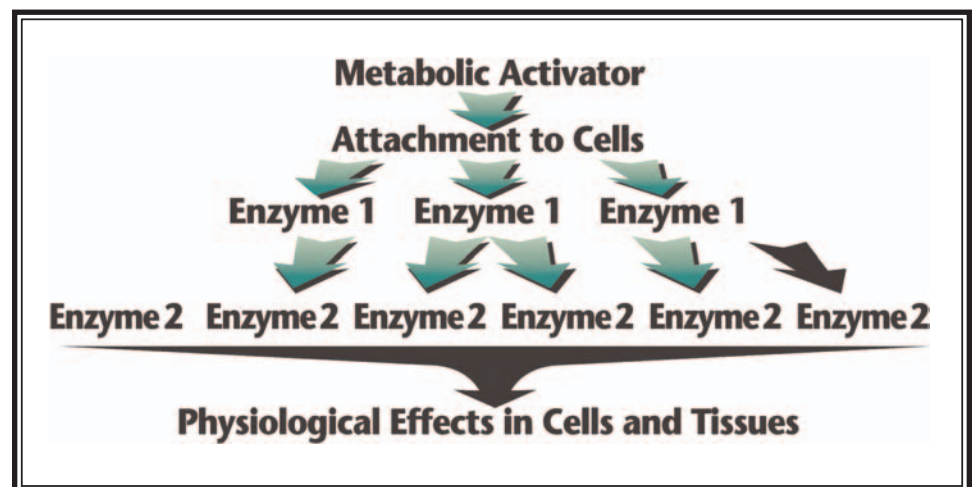 Metabolic Activator
Attachment to Cells
Enzyme 1 Enzyme 1 Enzyme 1
Enzyme 2 Enzyme 2 Enzyme 2 Enzyme 2 Enzyme 2 Enzyme 2
Physiological Effects in Cells and Tissues